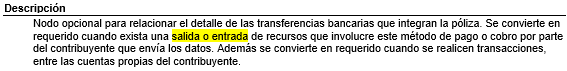 Descripción
Nodo opcional para relacionar el detalle de las transferencias bancarias que integran la póliza. Se convierte en
requerido cuando exista una salida o entrada de recursos que involucre este método de pago o cobro por parte
del contribuyente que envía los datos. Además se convierte en requerido cuando se realicen transacciones,
entre las cuentas propias del contribuyente.